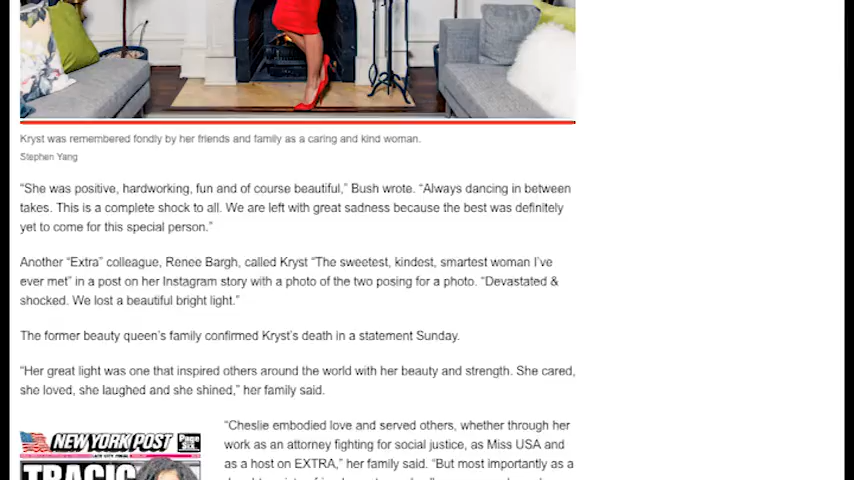 Kryst was remembered fondly by her friends and family as a caring and kind woman.
Stephen Yang
“She was positive, hardworking, fun and of course beautiful,” Bush wrote. “Always dancing in between
takes. This is a complete shock to all. We are left with great sadness because the best was definitely
yet to come for this special person.”
Another “Extra” colleague, Renee Bargh, called Kryst “The sweetest, kindest, smartest woman I’ve
ever met” in a post on her Instagram story with a photo of the two posing for a photo. “Devastated &
shocked. We lost a beautiful bright light.”
The former beauty queen’s family confirmed Kryst’s death in a statement Sunday.
“Her great light was one that inspired others around the world with her beauty and strength. She cared,
she loved, she laughed and she shined,” her family said.
“Cheslie embodied love and served others, whether through her
work as an attorney fighting for social justice, as Miss USA and
as a host on EXTRA,” her family said. “But most importantly as a
NEW YORK POST
Page Six
LATE CITY FINAL
TRAGIC